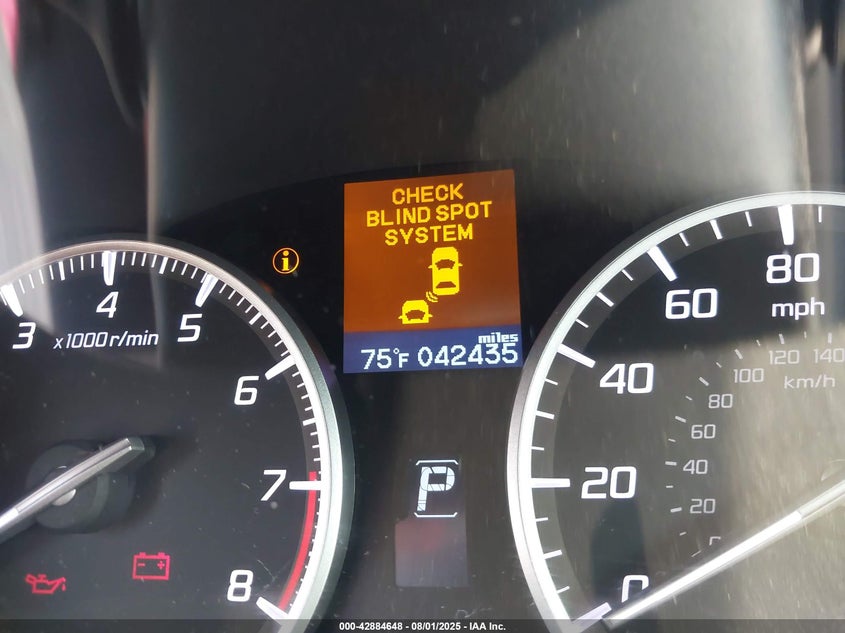 CHECK
BLIND SPOT
SYSTEM
miles
75°F 042435
3
4
5
6
7
8
x1000r/min
P
0
20
40
60
80
mph
20
40
60
80
100
120
140
km/h
000-42884648 - 08/01/2025 - IAA Inc.